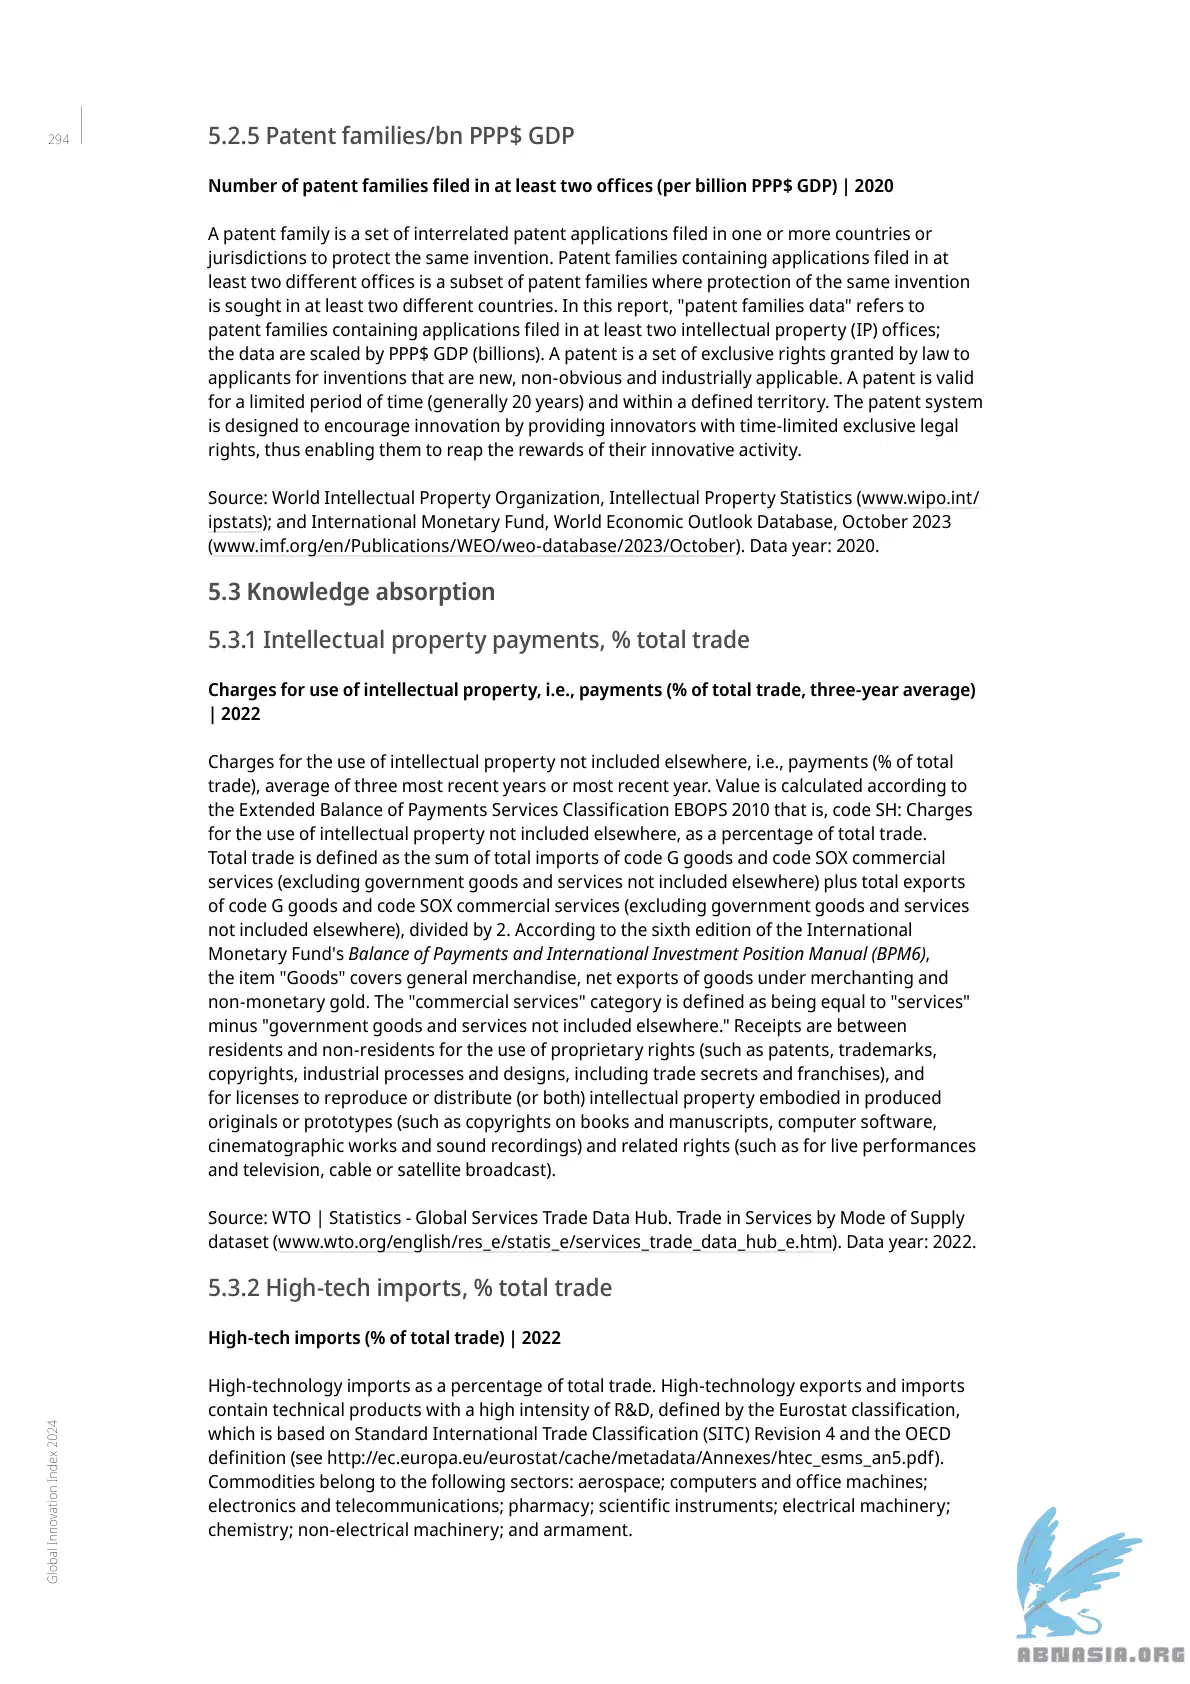 294
5.2.5 Patent families/bn PPP$ GDP
Number of patent families filed in at least two offices (per billion PPP$ GDP) | 2020
A patent family is a set of interrelated patent applications filed in one or more countries or
jurisdictions to protect the same invention. Patent families containing applications filed in at
least two different offices is a subset of patent families where protection of the same invention
is sought in at least two different countries. In this report, "patent families data" refers to
patent families containing applications filed in at least two intellectual property (IP) offices;
the data are scaled by PPP$ GDP (billions). A patent is a set of exclusive rights granted by law to
applicants for inventions that are new, non-obvious and industrially applicable. A patent is valid
for a limited period of time (generally 20 years) and within a defined territory. The patent system
is designed to encourage innovation by providing innovators with time-limited exclusive legal
rights, thus enabling them to reap the rewards of their innovative activity.
Source: World Intellectual Property Organization, Intellectual Property Statistics (www.wipo.int/
ipstats); and International Monetary Fund, World Economic Outlook Database, October 2023
(www.imf.org/en/Publications/WEO/weo-database/2023/October). Data year: 2020.
5.3 Knowledge absorption
5.3.1 Intellectual property payments, % total trade
Charges for use of intellectual property, i.e., payments (% of total trade, three-year average)
| 2022
Charges for the use of intellectual property not included elsewhere, i.e., payments (% of total
trade), average of three most recent years or most recent year. Value is calculated according to
the Extended Balance of Payments Services Classification EBOPS 2010 that is, code SH: Charges
for the use of intellectual property not included elsewhere, as a percentage of total trade.
Total trade is defined as the sum of total imports of code G goods and code SOX commercial
services (excluding government goods and services not included elsewhere) plus total exports
of code G goods and code SOX commercial services (excluding government goods and services
not included elsewhere), divided by 2. According to the sixth edition of the International
Monetary Fund's Balance of Payments and International Investment Position Manual (BPM6),
the item "Goods" covers general merchandise, net exports of goods under merchanting and
non-monetary gold. The "commercial services" category is defined as being equal to "services"
minus "government goods and services not included elsewhere." Receipts are between
residents and non-residents for the use of proprietary rights (such as patents, trademarks,
copyrights, industrial processes and designs, including trade secrets and franchises), and
for licenses to reproduce or distribute (or both) intellectual property embodied in produced
originals or prototypes (such as copyrights on books and manuscripts, computer software,
cinematographic works and sound recordings) and related rights (such as for live performances
and television, cable or satellite broadcast).
Source: WTO | Statistics - Global Services Trade Data Hub. Trade in Services by Mode of Supply
dataset (www.wto.org/english/res_e/statis_e/services_trade_data_hub_e.htm). Data year: 2022.
5.3.2 High-tech imports, % total trade
High-tech imports (% of total trade) | 2022
High-technology imports as a percentage of total trade. High-technology exports and imports
contain technical products with a high intensity of R&D, defined by the Eurostat classification,
which is based on Standard International Trade Classification (SITC) Revision 4 and the OECD
definition (see http://ec.europa.eu/eurostat/cache/metadata/Annexes/htec_esms_an5.pdf).
Commodities belong to the following sectors: aerospace; computers and office machines;
electronics and telecommunications; pharmacy; scientific instruments; electrical machinery;
chemistry; non-electrical machinery; and armament.
Global Innovation Index 2024
ABNASIA.ORG